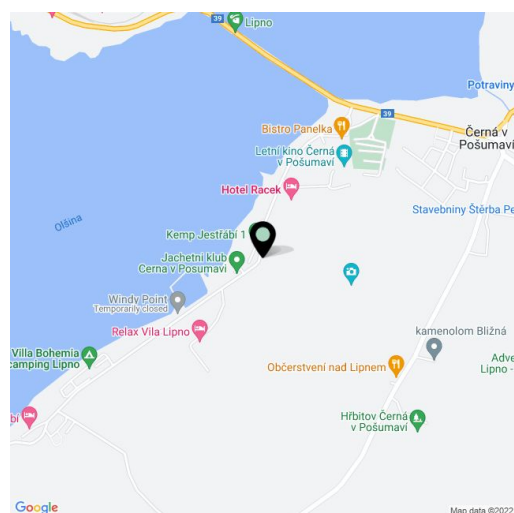 Lipno
39
Potraviny
39
Bistro Panelka
Černá v
Pošumaví
Letní kino Černá
v Pošumaví
Hotel Racek
Stavebniny Štěrba Pe
Olšina
Kemp Jestřábí 1
Jachetní klub
Cerna v Posumavi
Windy Point
Temporarily closed
Relax Vila Lipno
kamenolom Bližná
Villa Bohemia
camping Lipno
Občerstvení nad Lipnem
Adve
Lipno -
bí
Hřbitov Černá
v Pošumaví
Google
Map data ©2022